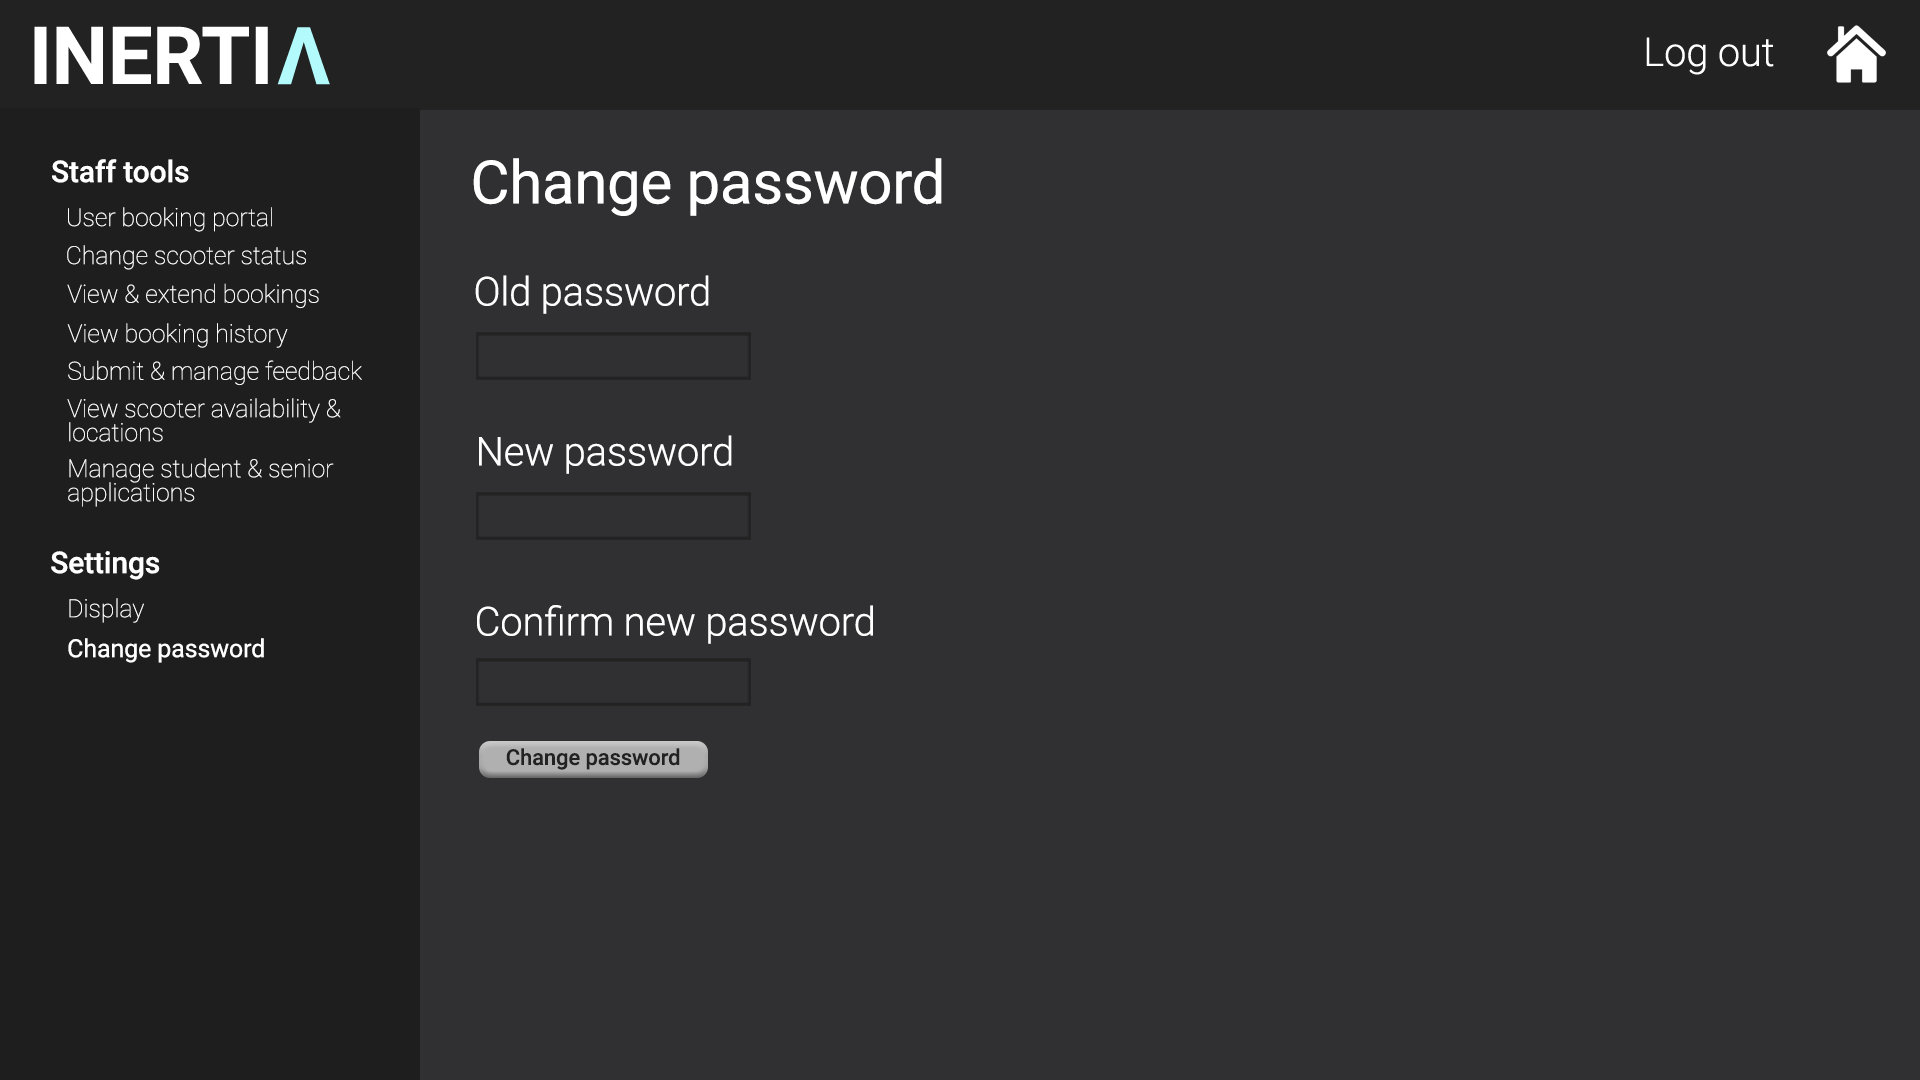 INERTIA
Log out
Staff tools
User booking portal
Change scooter status
View & extend bookings
View booking history
Submit & manage feedback
View scooter availability &
locations
Manage student & senior
applications
Settings
Display
Change password
Change password
Old password
New password
Confirm new password
Change password